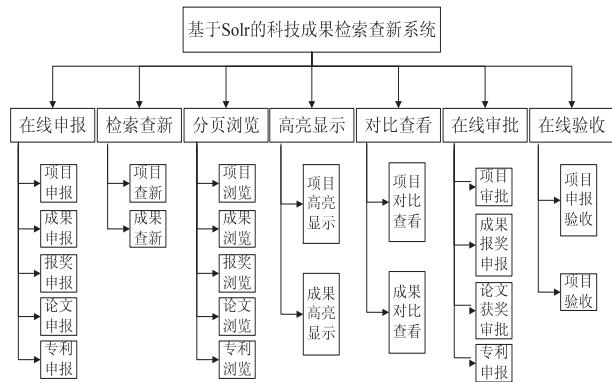 基于Solr的科技成果检索查新系统
在线申报
检索查新
分页浏览
高亮显示
对比查看
在线审批
在线验收
项目
申报
成果
申报
报奖
申报
论文
申报
专利
申报
项目
查新
成果
查新
项目
浏览
成果
浏览
报奖
浏览
论文
浏览
专利
浏览
项目
高亮
显示
成果
高亮
显示
项目
对比
查看
成果
对比
查看
项目
审批
成果
报奖
申报
论文
获奖
审批
专利
申报
项目
申报
验收
项目
验收